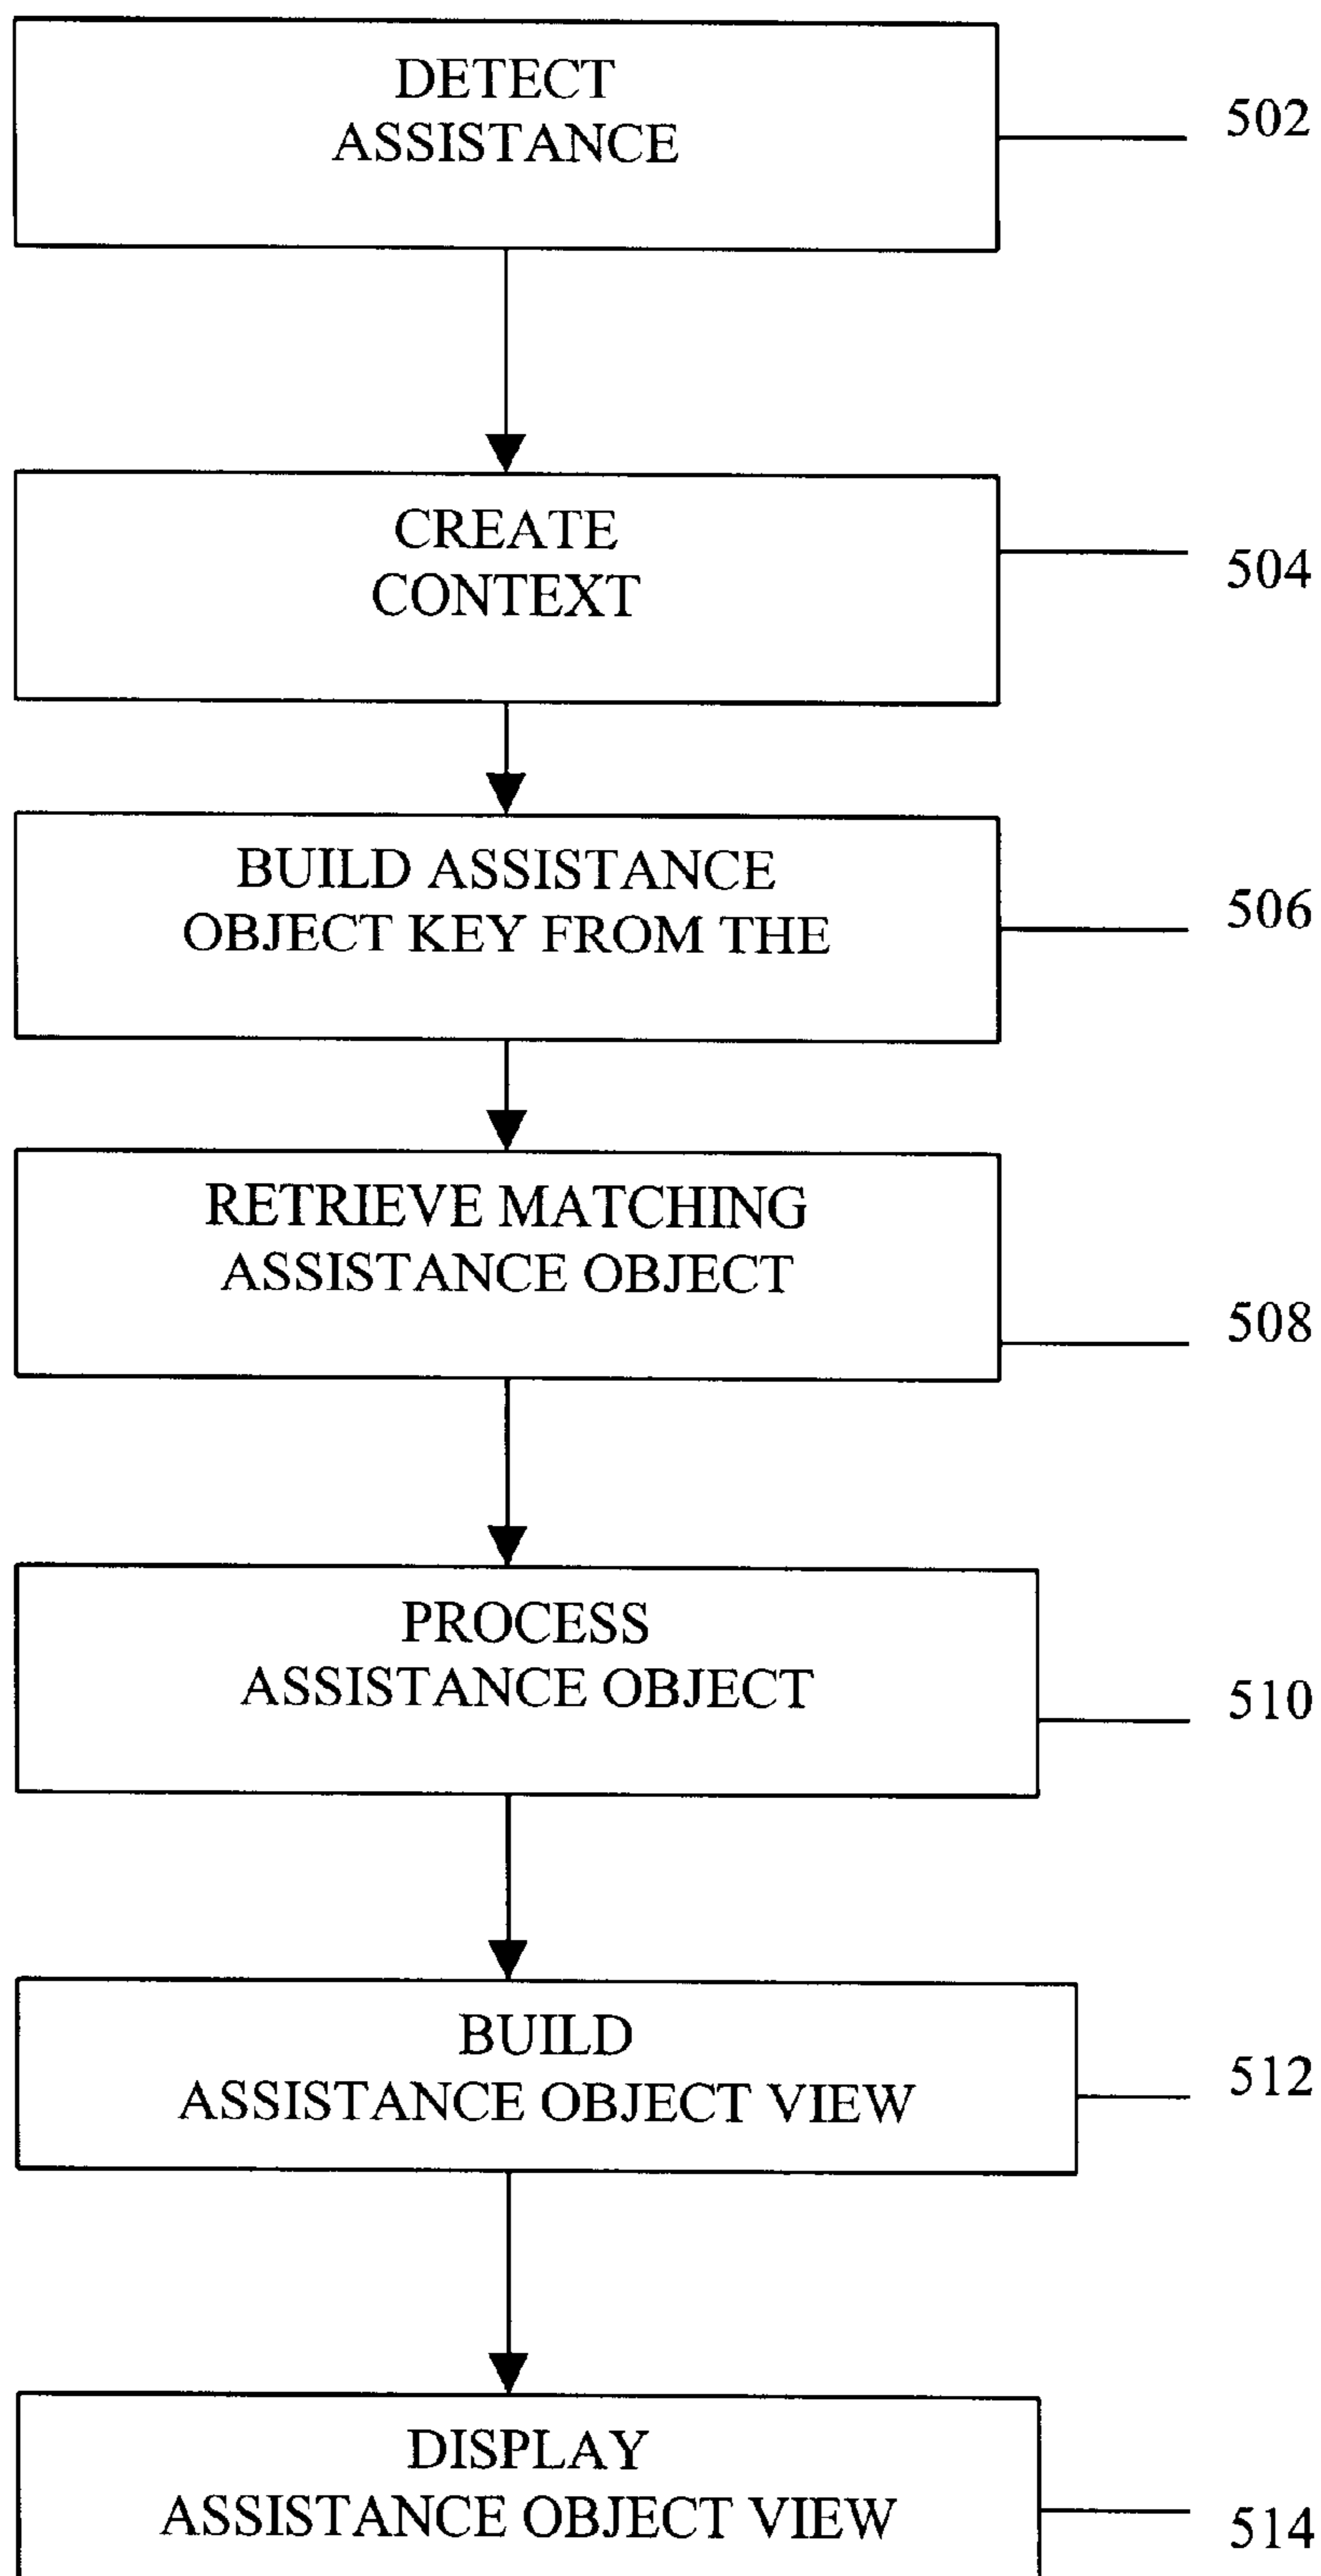 DETECT
ASSISTANCE
502
CREATE
CONTEXT
504
BUILD ASSISTANCE
OBJECT KEY FROM THE
506
RETRIEVE MATCHING
ASSISTANCE OBJECT
508
PROCESS
ASSISTANCE OBJECT
510
BUILD
ASSISTANCE OBJECT VIEW
512
DISPLAY
ASSISTANCE OBJECT VIEW
514